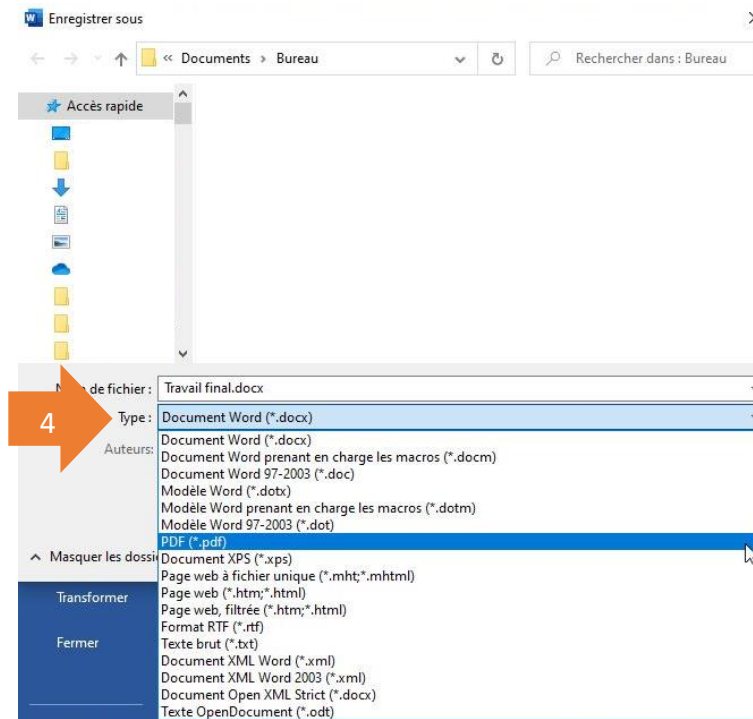 Enregistrer sous
« Documents > Bureau
Rechercher dans : Bureau
Accès rapide
de fichier : Travail final.docx
4
Type : Document Word (*.docx)
Auteurs:
Document Word (*.docx)
Document Word prenant en charge les macros (*.docm)
Document Word 97-2003 (*.doc)
Modèle Word (*.dotx)
Modèle Word prenant en charge les macros (*.dotm)
Modèle Word 97-2003 (*.dot)
PDF (*.pdf)
Masquer les dossi
Document XPS (*.xps)
Page web à fichier unique (*.mht;*.mhtml)
Page web (*.htm;*.html)
Page web, filtrée (*.htm;*.html)
Format RTF (*.rtf)
Texte brut (*.txt)
Document XML Word (*.xml)
Document XML Word 2003 (*.xml)
Document Open XML Strict (*.docx)
Texte OpenDocument (*.odt)
Transformer
Fermer